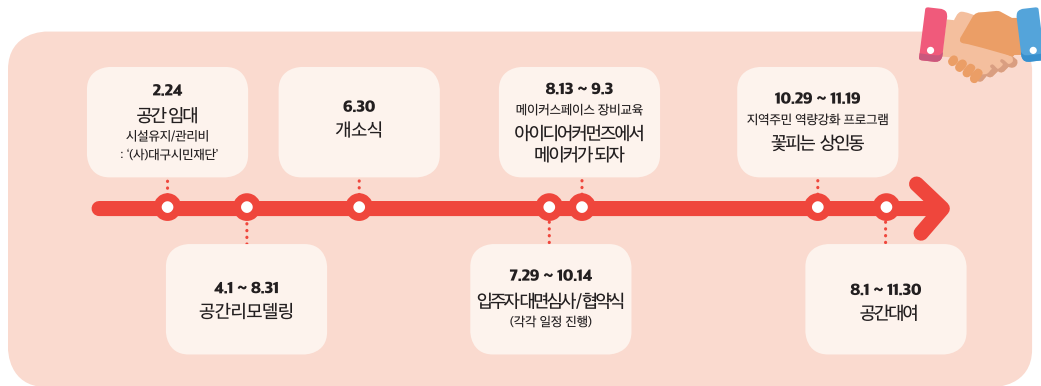 2.24
공간 임대
시설유지/관리비
: '(사)대구시민재단'
6.30
개소식
8.13 ~ 9.3
메이커스페이스 장비교육
아이디어커먼즈에서
메이커가 되자
10.29 ~ 11.19
지역주민 역량강화 프로그램
꽃피는 상인동
4.1 ~ 8.31
공간리모델링
7.29 ~ 10.14
입주자 대면심사/협약식
(각각 일정 진행)
8.1 ~ 11.30
공간대여